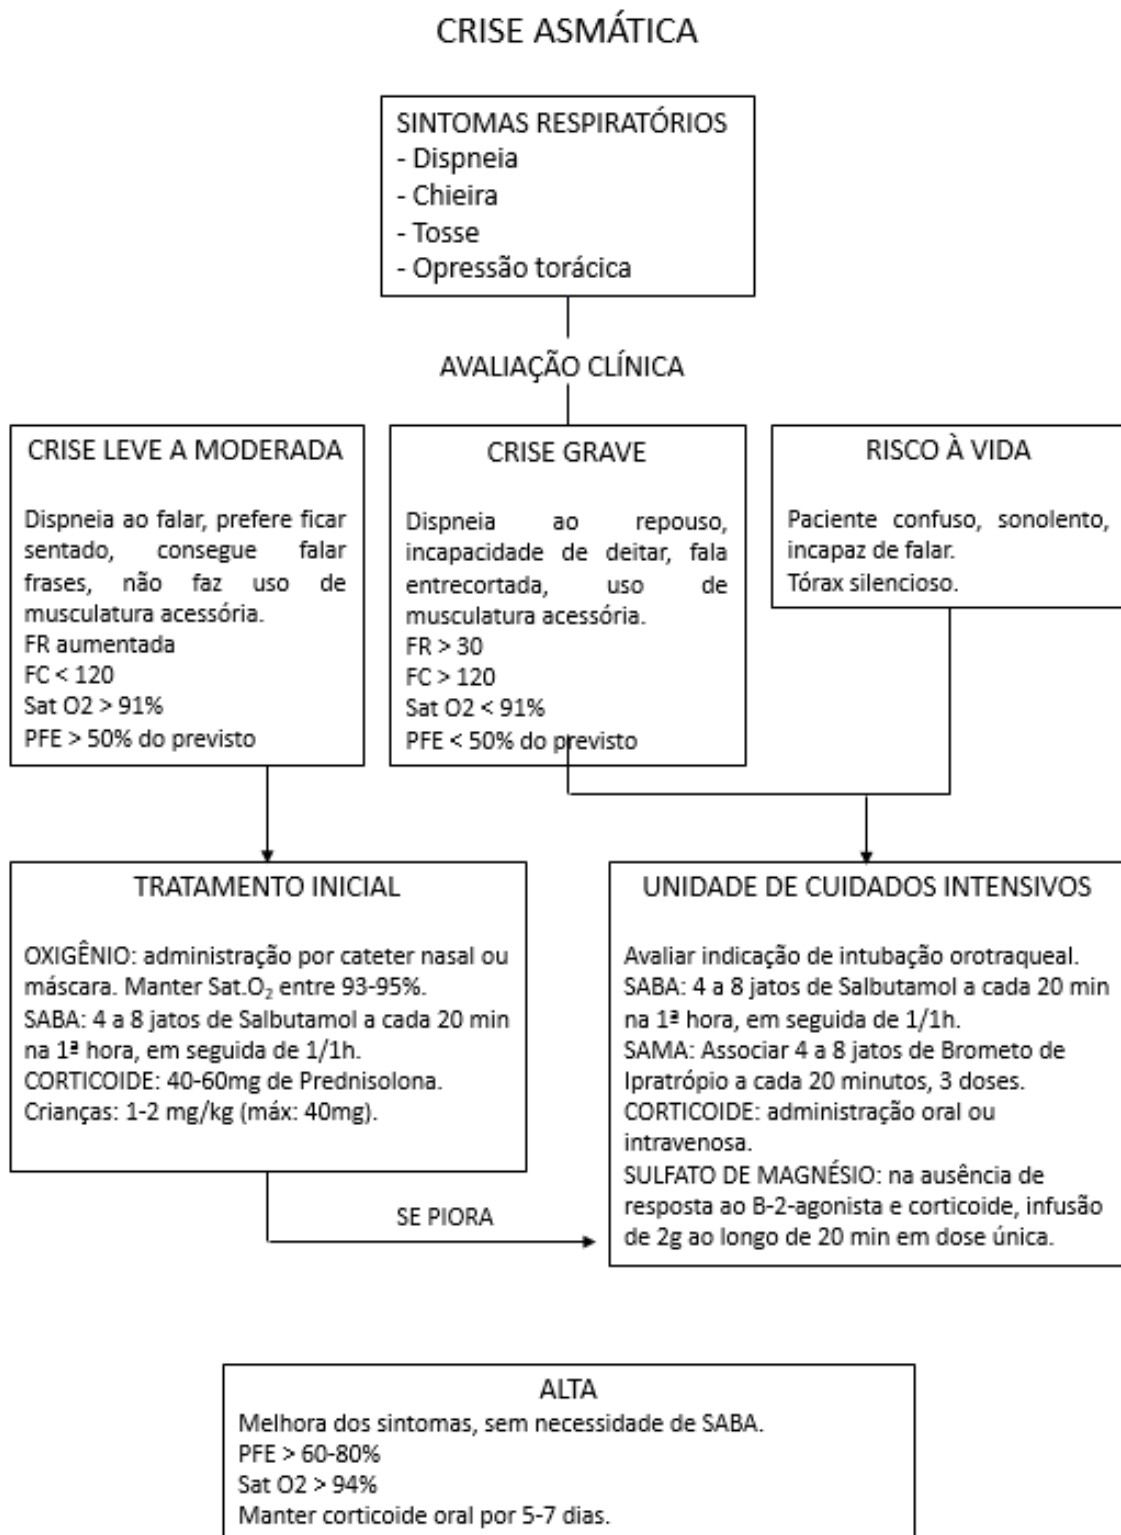 CRISE ASMÁTICA
SINTOMAS RESPIRATÓRIOS
- Dispneia
- Chieira
- Tosse
- Opressão torácica
AVALIAÇÃO CLÍNICA
CRISE LEVE A MODERADA
Dispneia ao falar, prefere ficar
sentado, consegue falar
frases, não faz uso de
musculatura acessória.
FR aumentada
FC < 120
Sat O2 > 91%
PFE > 50% do previsto
CRISE GRAVE
Dispneia ao repouso,
incapacidade de deitar, fala
entrecortada, uso de
musculatura acessória.
FR > 30
FC > 120
Sat O2 < 91%
PFE < 50% do previsto
RISCO À VIDA
Paciente confuso, sonolento,
incapaz de falar.
Tórax silencioso.
TRATAMENTO INICIAL
OXIGÊNIO: administração por cateter nasal ou
máscara. Manter Sat.O₂ entre 93-95%.
SABA: 4 a 8 jatos de Salbutamol a cada 20 min
na 1ª hora, em seguida de 1/1h.
CORTICOIDE: 40-60mg de Prednisolona.
Crianças: 1-2 mg/kg (máx: 40mg).
SE PIORA
UNIDADE DE CUIDADOS INTENSIVOS
Avaliar indicação de intubação orotraqueal.
SABA: 4 a 8 jatos de Salbutamol a cada 20 min
na 1ª hora, em seguida de 1/1h.
SAMA: Associar 4 a 8 jatos de Brometo de
Ipratrópio a cada 20 minutos, 3 doses.
CORTICOIDE: administração oral ou
intravenosa.
SULFATO DE MAGNÉSIO: na ausência de
resposta ao B-2-agonista e corticoide, infusão
de 2g ao longo de 20 min em dose única.
ALTA
Melhora dos sintomas, sem necessidade de SABA.
PFE > 60-80%
Sat O2 > 94%
Manter corticoide oral por 5-7 dias.